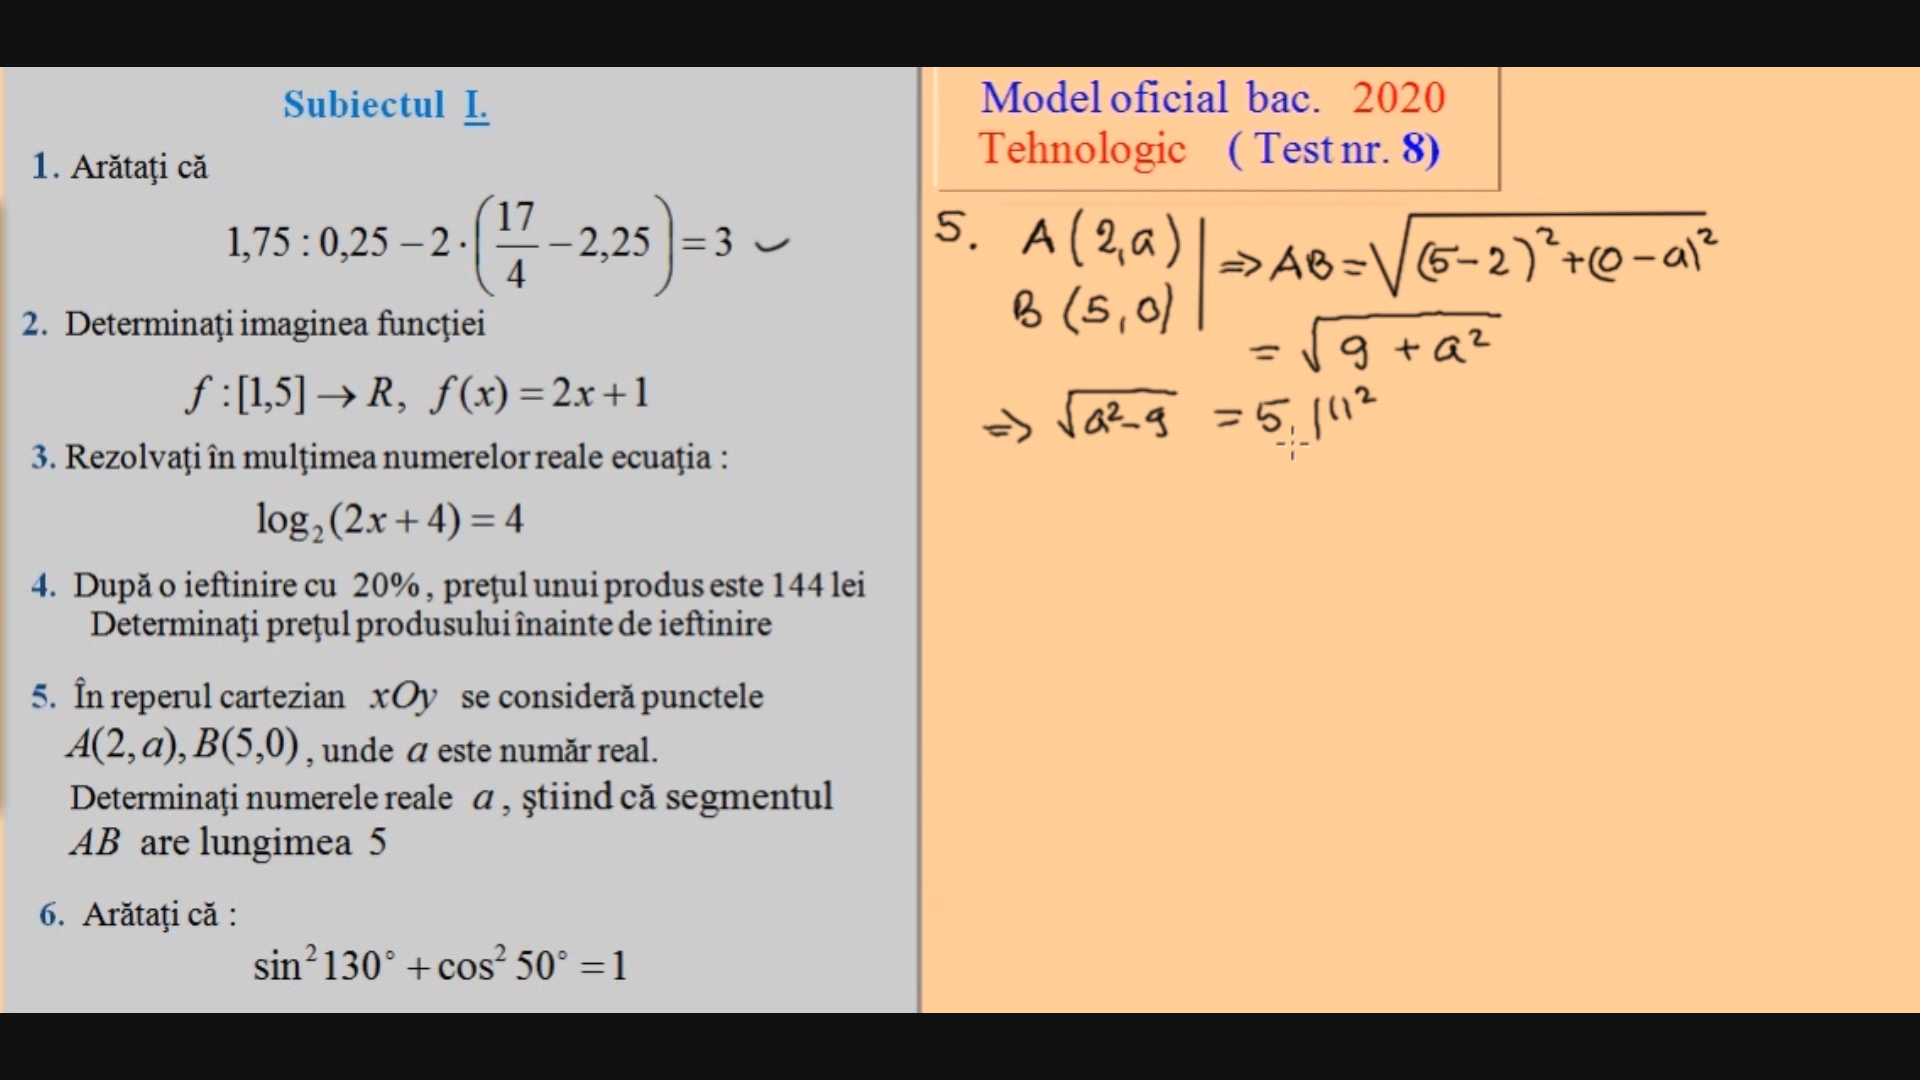 Subiectul I.
1. Arătaţi că
1,75 : 0,25 − 2 · (17/4 − 2,25) = 3
2. Determinaţi imaginea funcţiei
f : [1,5] → R, f(x) = 2x + 1
3. Rezolvaţi în mulţimea numerelor reale ecuaţia :
log₂(2x + 4) = 4
4. După o ieftinire cu 20% , preţul unui produs este 144 lei
Determinaţi preţul produsului înainte de ieftinire
5. În reperul cartezian xOy se consideră punctele
A(2,a), B(5,0) , unde a este număr real.
Determinaţi numerele reale a , ştiind că segmentul
AB are lungimea 5
6. Arătaţi că :
sin² 130° + cos² 50° = 1
Model oficial bac. 2020
Tehnologic ( Test nr. 8)
5. A(2,a) | ⇒ AB = √((5−2)² + (0−a)²
B(5,0)
= √(9 + a²)
⇒ √(a²−9) = 5 |()²